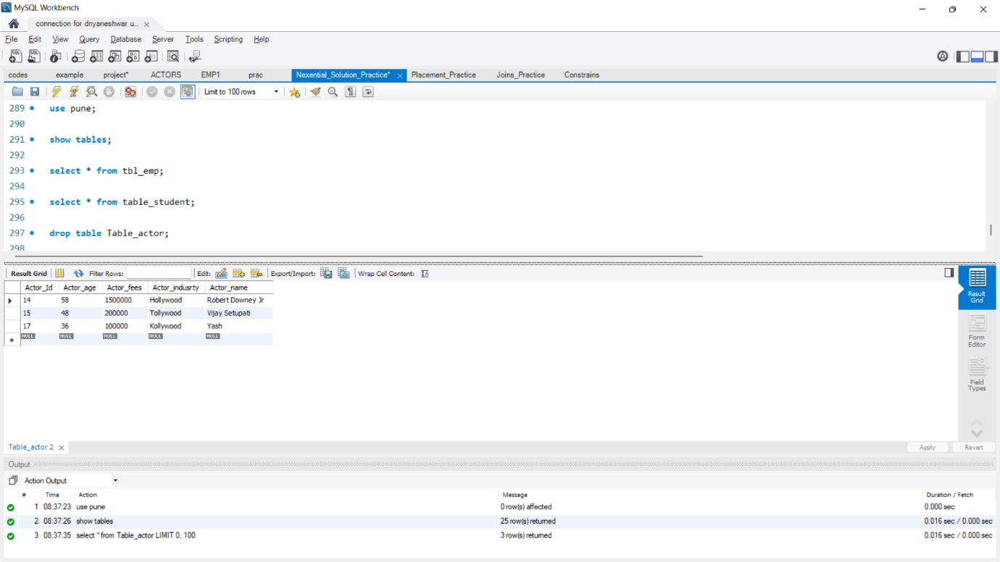 MySQL Workbench
connection for dnyaneshwar u...
File Edit View Query Database Server Tools Scripting Help
codes example project* ACTORS EMP1 prac Nexential_Solution_Practice* Placement_Practice Joins_Practice Constrains
Limit to 100 rows
289 use pune;
290
291 show tables;
292
293 select * from tbl_emp;
294
295 select * from table_student;
296
297 drop table Table_actor;
298
Result Grid Filter Rows: Edit: Export/Import: Wrap Cell Content:
Actor_Id Actor_age Actor_fees Actor_indusrty Actor_name
14 58 1500000 Hollywood Robert Downey Jr
15 48 200000 Tollywood Vijay Setupati
17 36 100000 Kollywood Yash
NULL NULL NULL NULL NULL
Result
Grid
Form
Editor
Field
Types
Table_actor 2 Apply Revert
Output
Action Output
# Time Action Message Duration / Fetch
1 08:37:23 use pune 0 row(s) affected 0.000 sec
2 08:37:26 show tables 25 row(s) returned 0.016 sec / 0.000 sec
3 08:37:35 select * from Table_actor LIMIT 0, 100 3 row(s) returned 0.016 sec / 0.000 sec